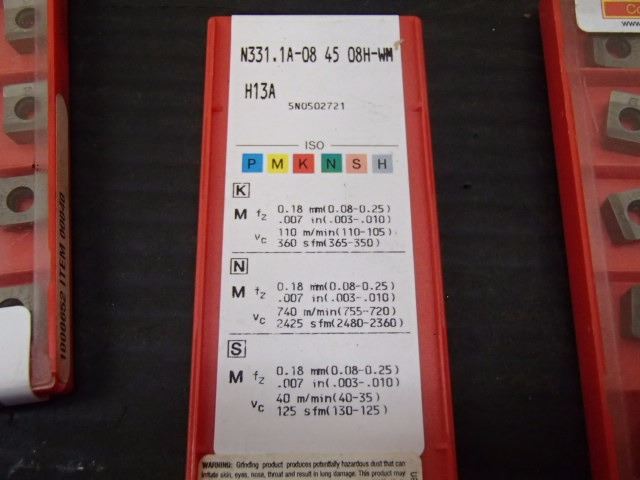 N331.1A-08 45 08H-WM
H13A
5N0502721
ISO
P M K N S H
K
M fz 0.18 mm(0.08-0.25)
.007 in(.003-.010)
vc 110 m/min(110-105)
360 sfm(365-350)
N
M fz 0.18 mm(0.08-0.25)
.007 in(.003-.010)
vc 740 m/min(755-720)
2425 sfm(2480-2360)
S
M fz 0.18 mm(0.08-0.25)
.007 in(.003-.010)
vc 40 m/min(40-35)
125 sfm(130-125)
WARNING: Grinding product produces potentially hazardous dust that can
irritate skin, eyes, nose, throat and result in lung damage. This product may
1000052 ITEM
Co